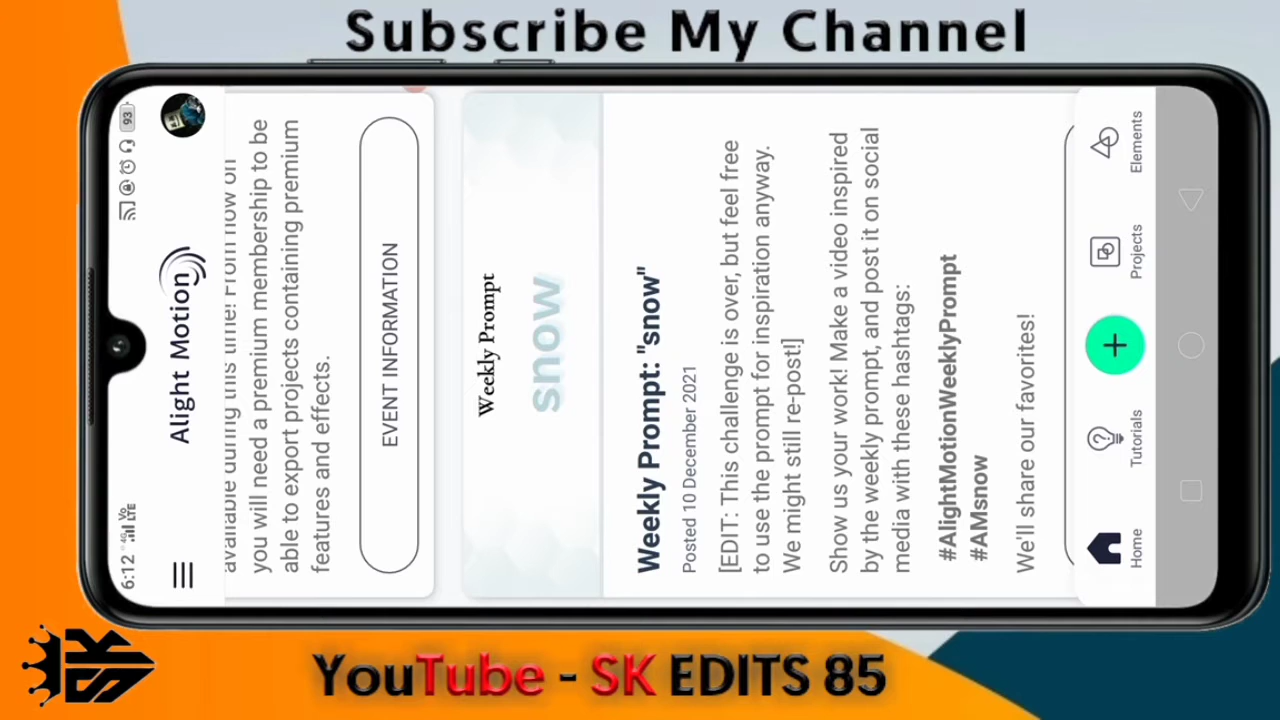 Subscribe My Channel
6:12
4G
Vo
LTE
93
Alight Motion
available during this time! From now on
you will need a premium membership to be
able to export projects containing premium
features and effects.
EVENT INFORMATION
Weekly Prompt
snow
Weekly Prompt: "snow"
Posted 10 December 2021
[EDIT: This challenge is over, but feel free
to use the prompt for inspiration anyway.
We might still re-post!]
Show us your work! Make a video inspired
by the weekly prompt, and post it on social
media with these hashtags:
#AlightMotionWeeklyPrompt
#AMsnow
We'll share our favorites!
Home
Tutorials
Projects
Elements
YouTube - SK EDITS 85